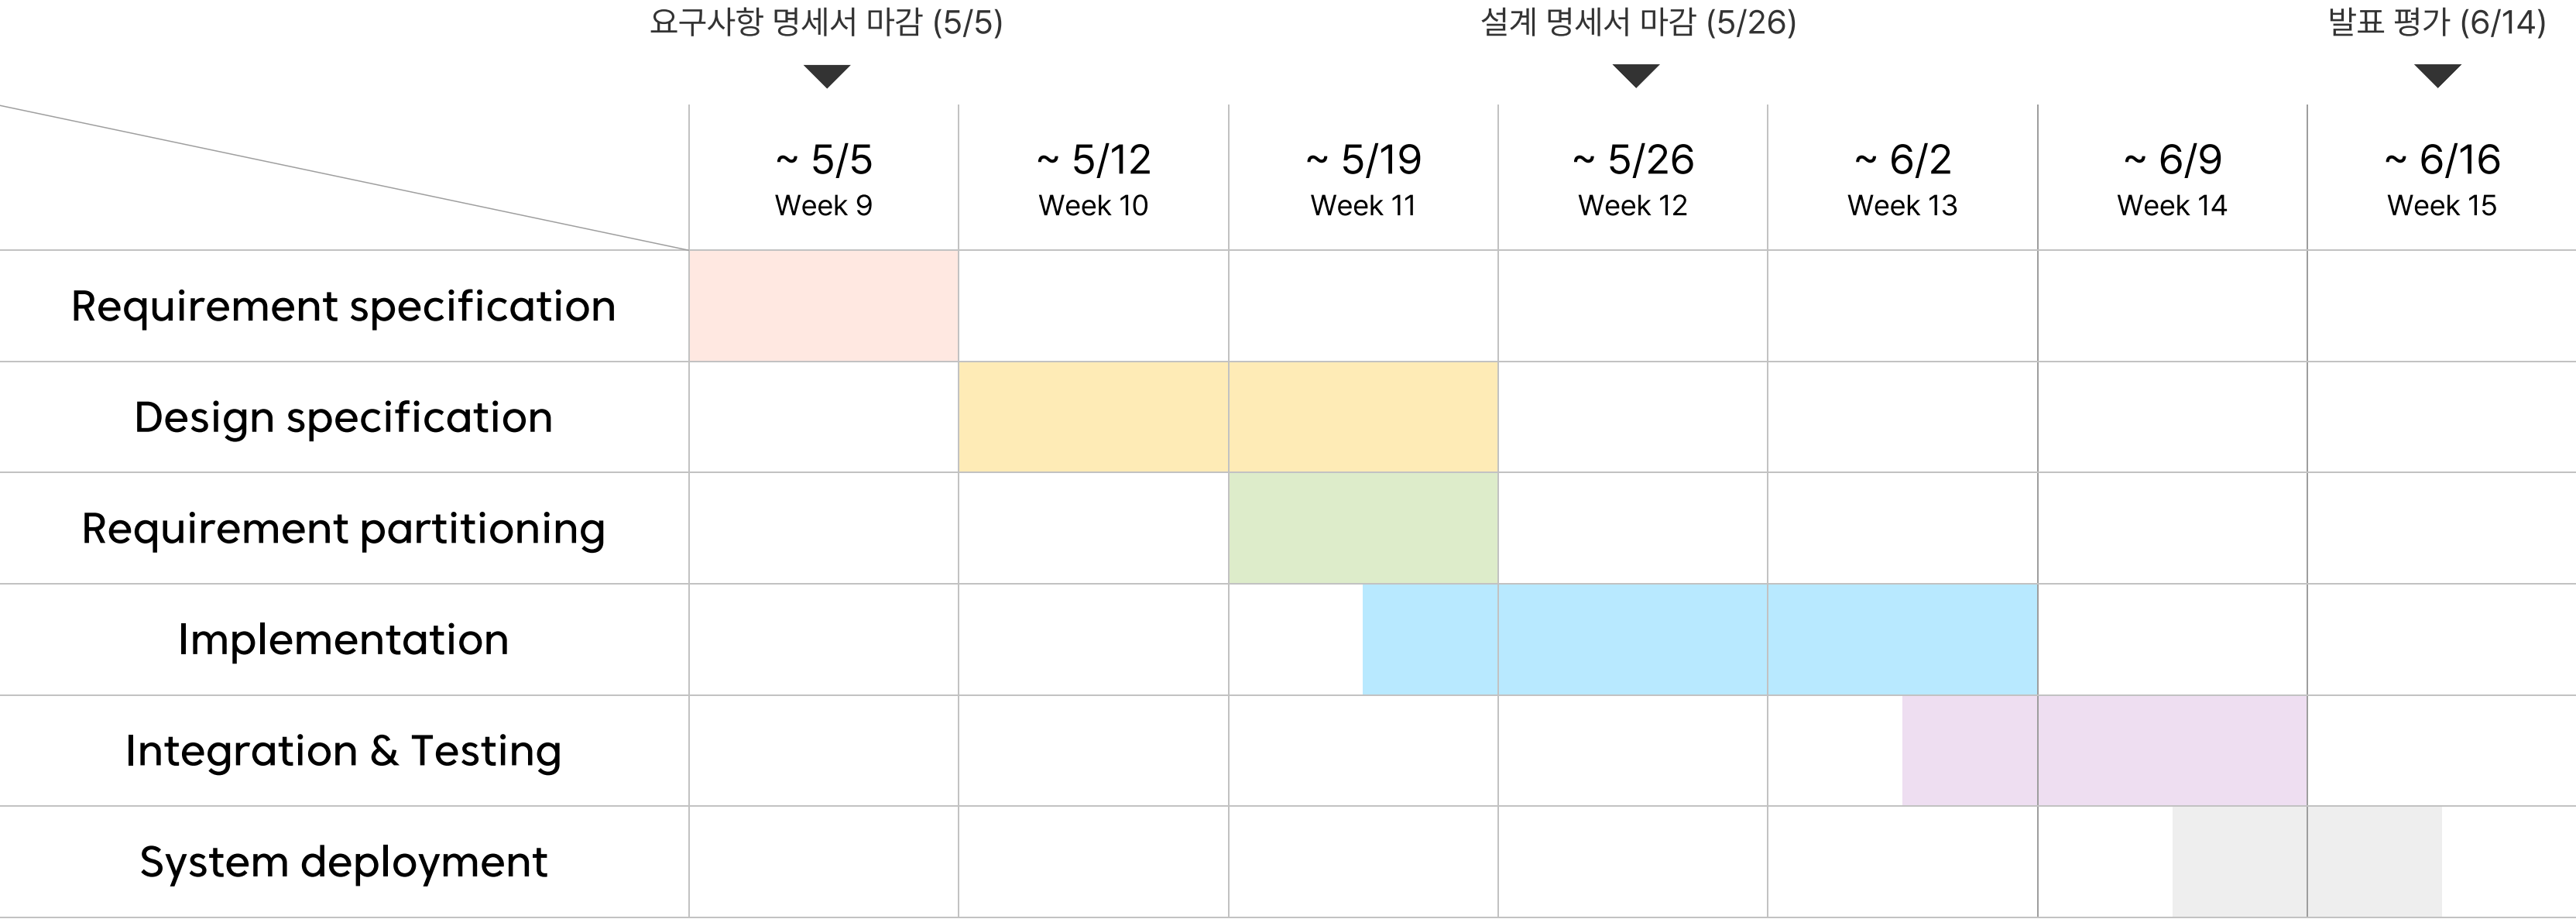 요구사항 명세서 마감 (5/5)
설계 명세서 마감 (5/26)
발표 평가 (6/14)
~ 5/5
Week 9
~ 5/12
Week 10
~ 5/19
Week 11
~ 5/26
Week 12
~ 6/2
Week 13
~ 6/9
Week 14
~ 6/16
Week 15
Requirement specification
Design specification
Requirement partitioning
Implementation
Integration & Testing
System deployment